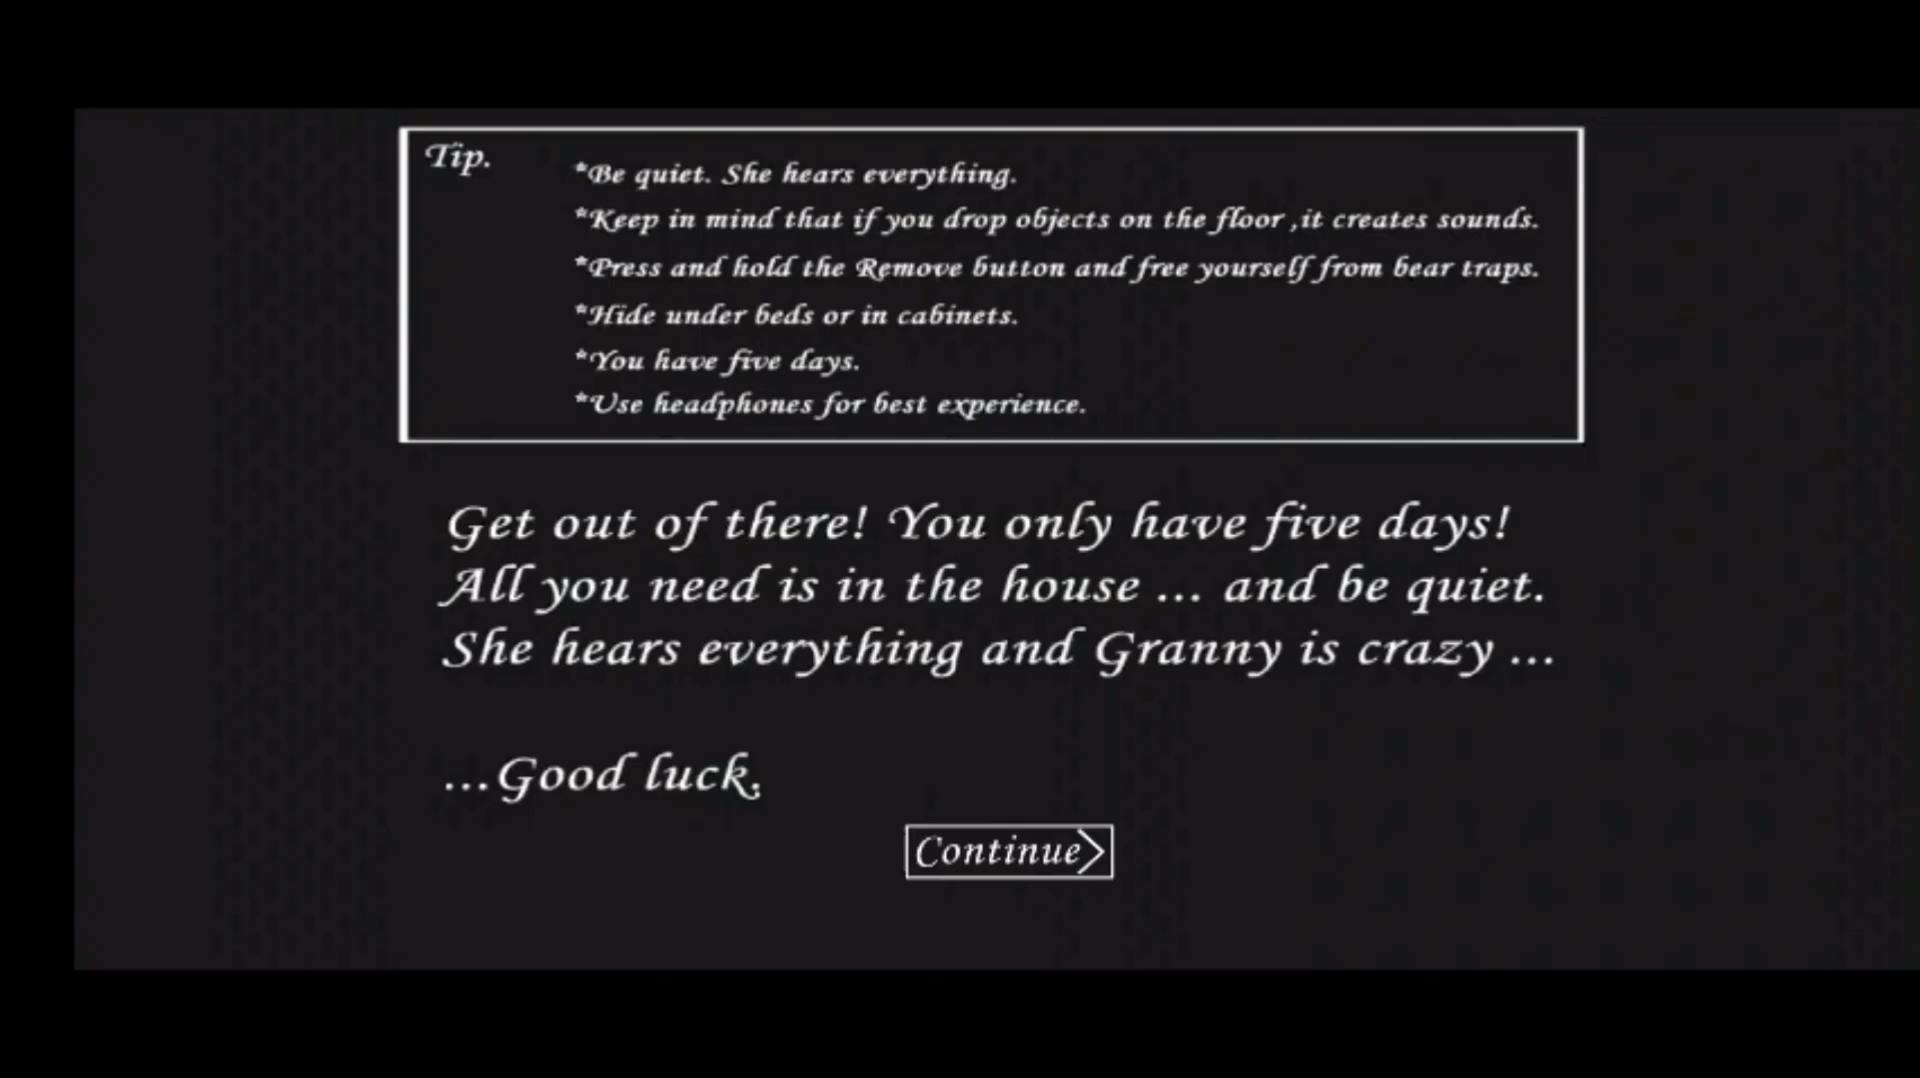 Tip.
*Be quiet. She hears everything.
*Keep in mind that if you drop objects on the floor ,it creates sounds.
*Press and hold the Remove button and free yourself from bear traps.
*Hide under beds or in cabinets.
*You have five days.
*Use headphones for best experience.
Get out of there! You only have five days!
All you need is in the house ... and be quiet.
She hears everything and Granny is crazy ...
...Good luck.
Continue>